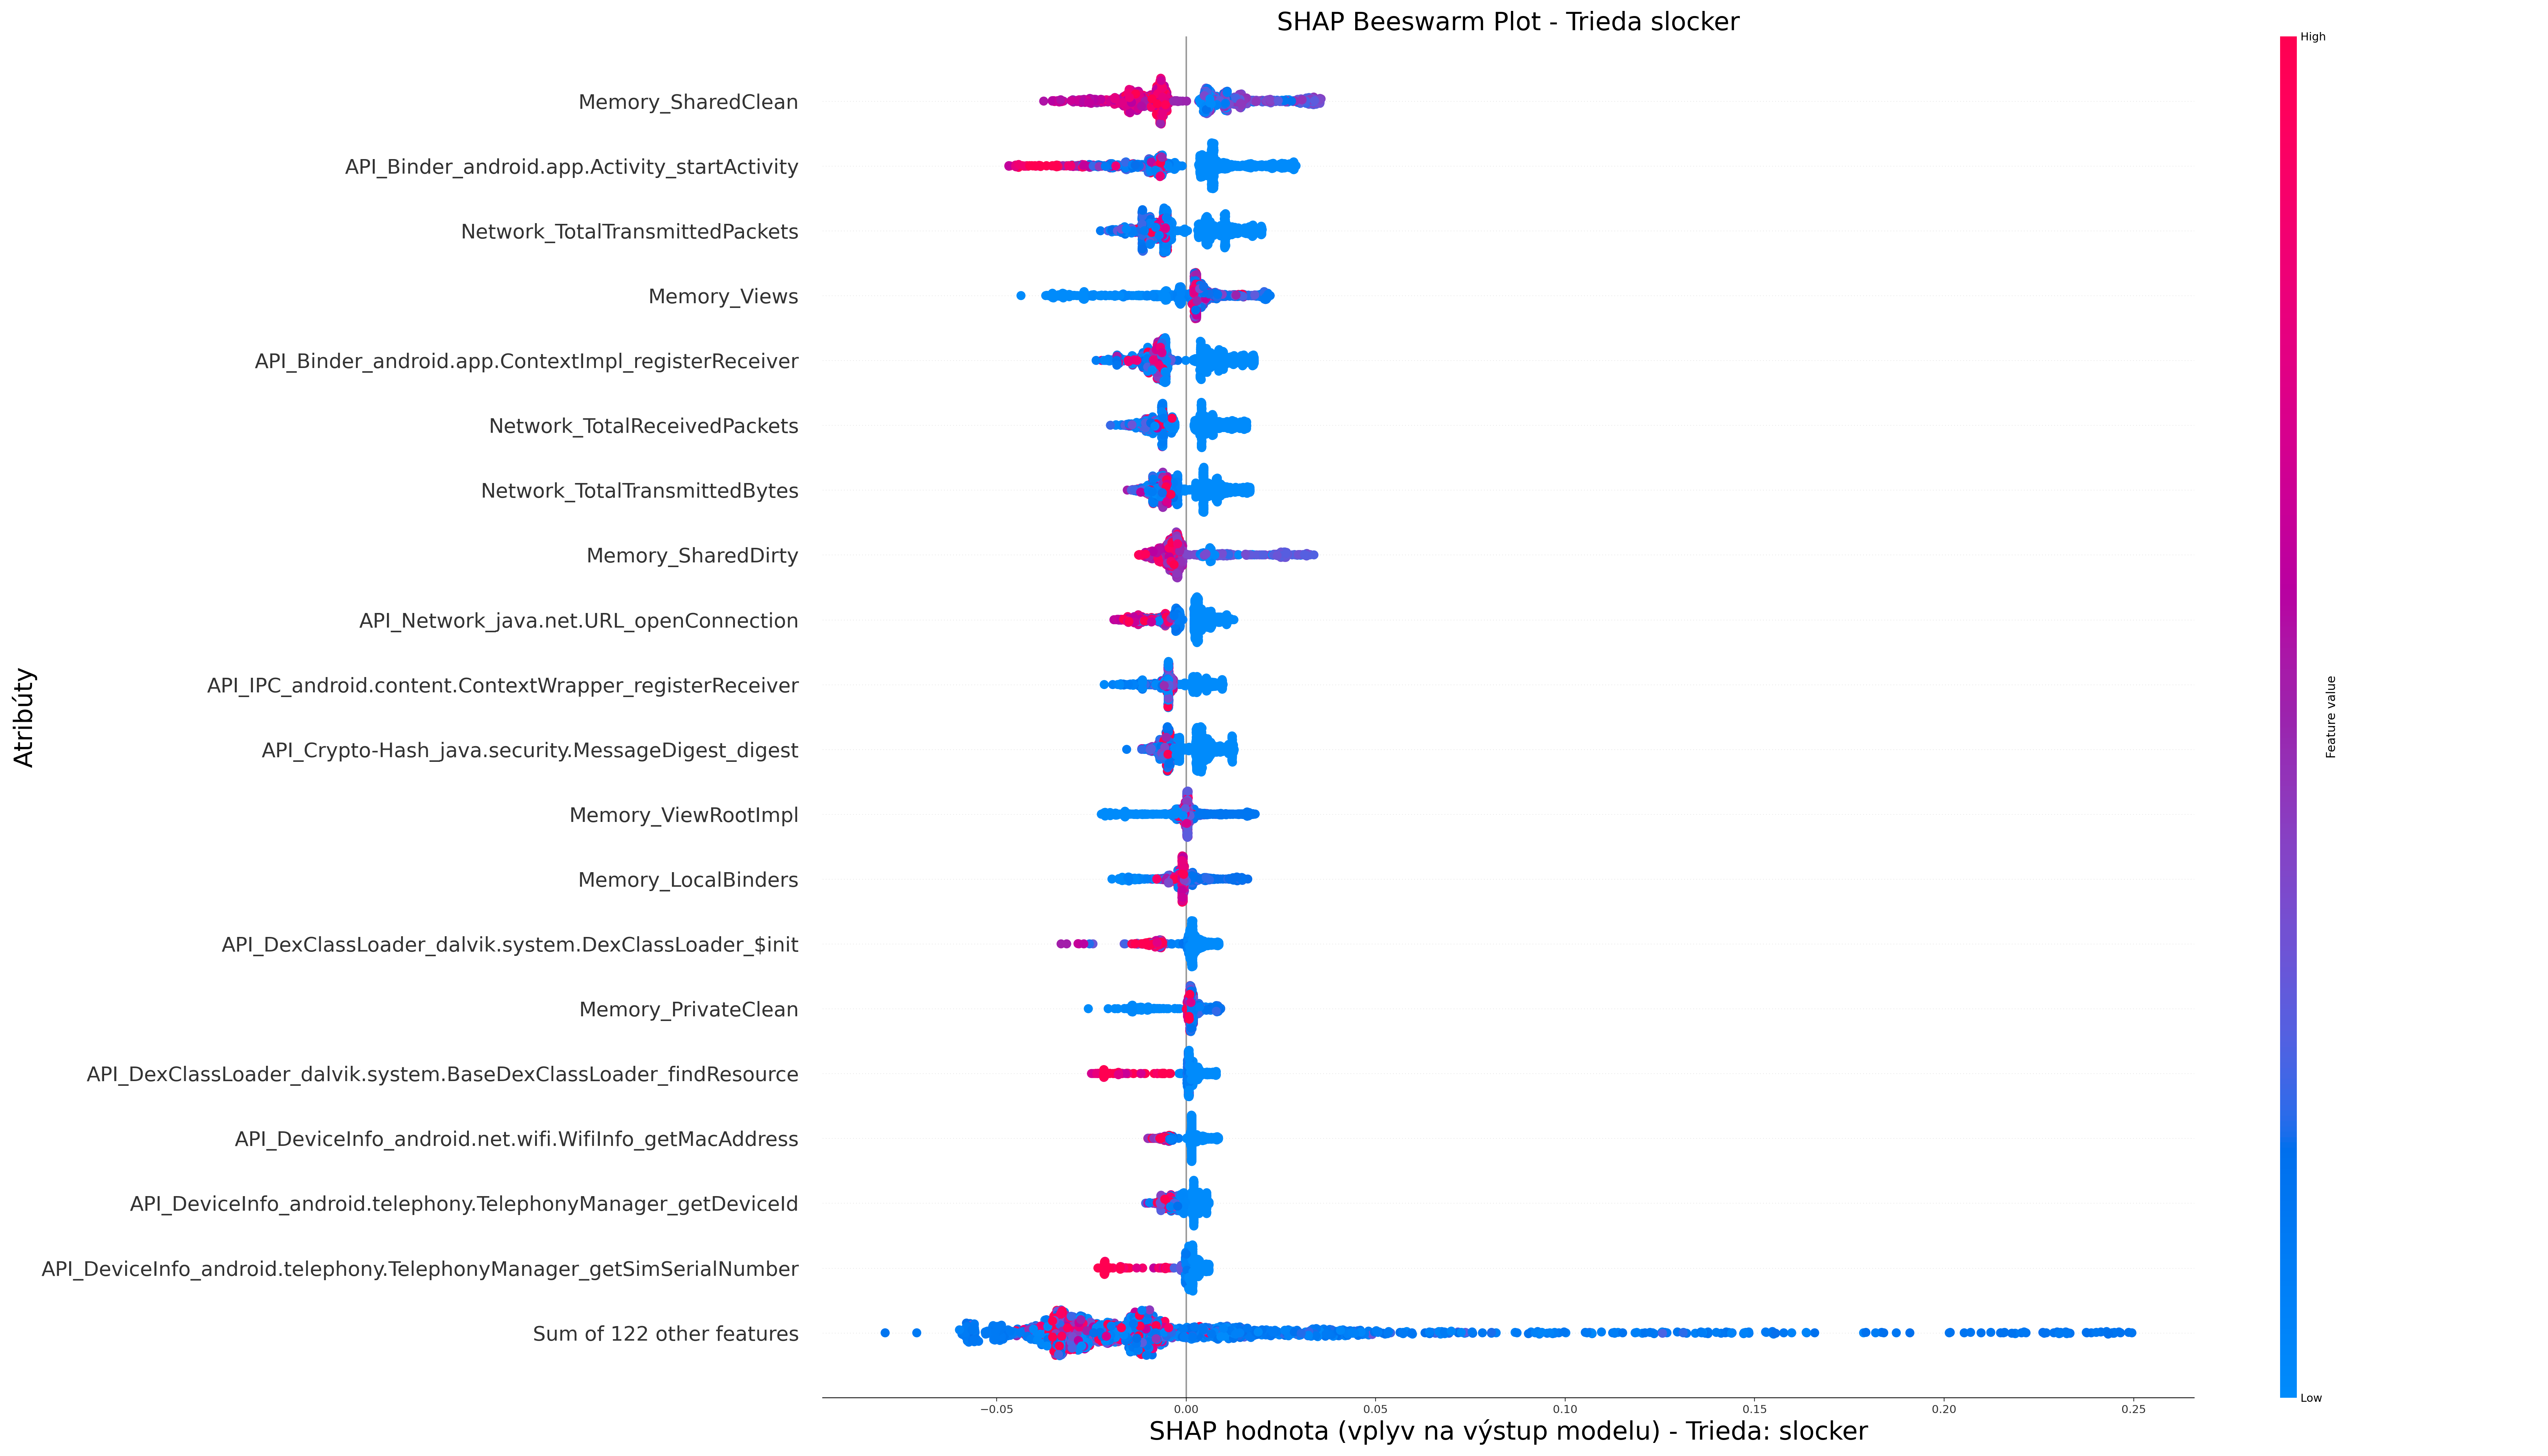 SHAP Beeswarm Plot - Trieda slocker
High
Memory_SharedClean
API_Binder_android.app.Activity_startActivity
Network_TotalTransmittedPackets
Memory_Views
API_Binder_android.app.ContextImpl_registerReceiver
Network_TotalReceivedPackets
Network_TotalTransmittedBytes
Memory_SharedDirty
API_Network_java.net.URL_openConnection
API_IPC_android.content.ContextWrapper_registerReceiver
Atribúty
Feature value
API_Crypto-Hash_java.security.MessageDigest_digest
Memory_ViewRootImpl
Memory_LocalBinders
API_DexClassLoader_dalvik.system.DexClassLoader_$init
Memory_PrivateClean
API_DexClassLoader_dalvik.system.BaseDexClassLoader_findResource
API_DeviceInfo_android.net.wifi.WifiInfo_getMacAddress
API_DeviceInfo_android.telephony.TelephonyManager_getDeviceId
API_DeviceInfo_android.telephony.TelephonyManager_getSimSerialNumber
Sum of 122 other features
Low
−0.05 0.00 0.05 0.10 0.15 0.20 0.25
SHAP hodnota (vplyv na výstup modelu) - Trieda: slocker